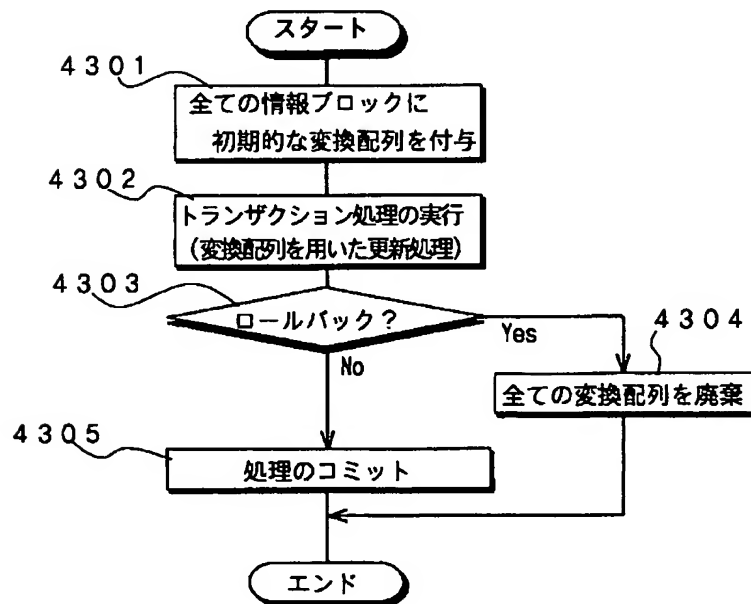 スタート
4301
全ての情報ブロックに
初期的な変換配列を付与
4302
トランザクション処理の実行
(変換配列を用いた更新処理)
4303
ロールバック?
Yes
No
4304
全ての変換配列を廃棄
4305
処理のコミット
エンド